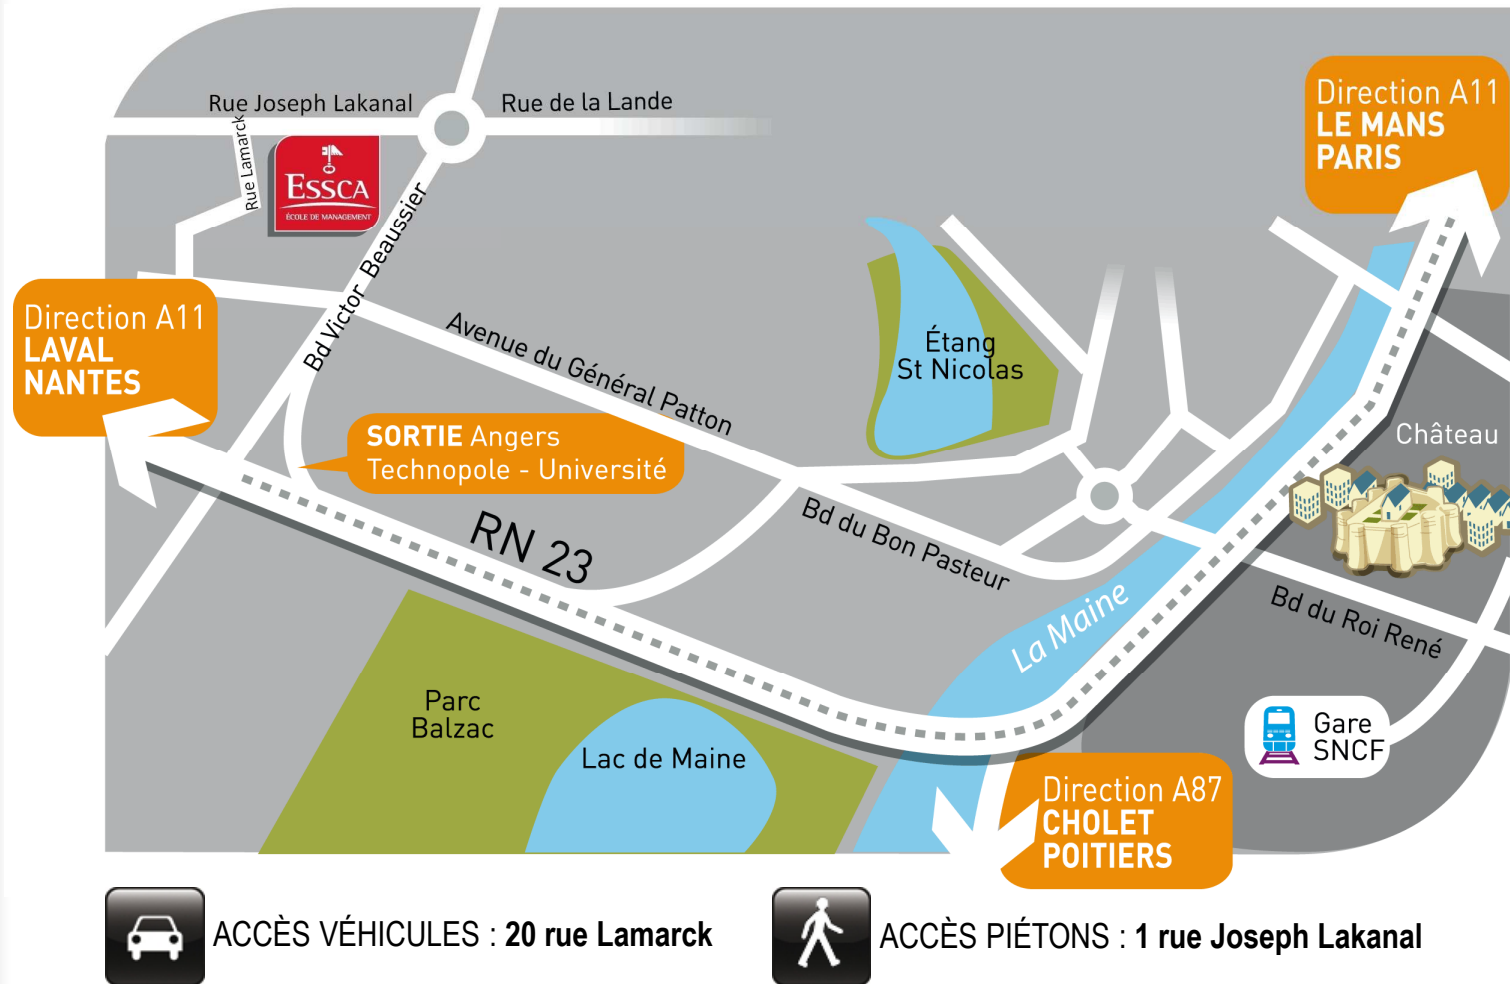 Rue Joseph Lakanal
Rue de la Lande
Rue Lamarck
ESSCA
ÉCOLE DE MANAGEMENT
Bd Victor Beaussier
Direction A11
LE MANS
PARIS
Direction A11
LAVAL
NANTES
Avenue du Général Patton
Étang
St Nicolas
SORTIE Angers
Technopole - Université
Château
RN 23
Bd du Bon Pasteur
La Maine
Bd du Roi René
Parc
Balzac
Lac de Maine
Gare
SNCF
Direction A87
CHOLET
POITIERS
ACCÈS VÉHICULES : 20 rue Lamarck
ACCÈS PIÉTONS : 1 rue Joseph Lakanal